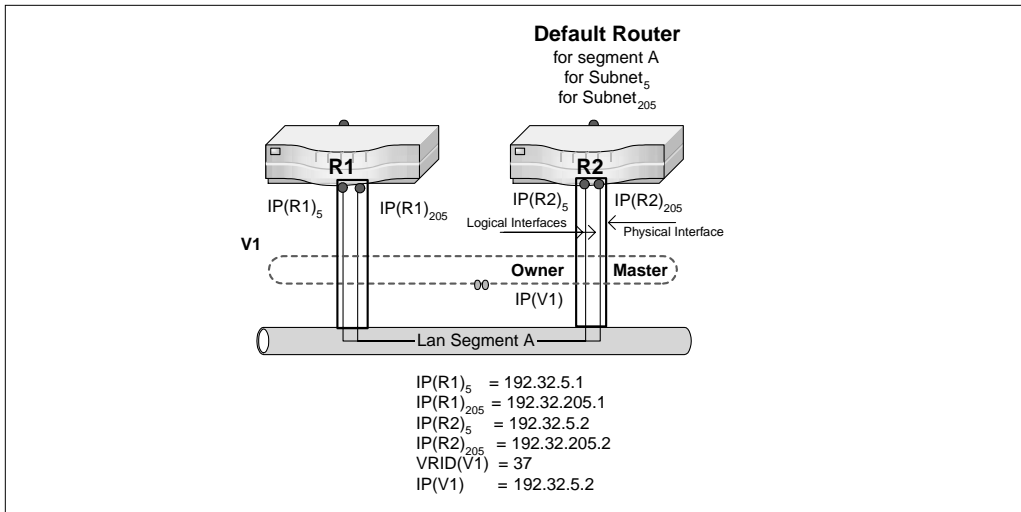 Default Router
for segment A
for Subnet5
for Subnet205
R1
R2
IP(R1)5
IP(R1)205
IP(R2)5
IP(R2)205
Logical Interfaces
Physical Interface
V1
Owner
Master
IP(V1)
Lan Segment A
IP(R1)5 = 192.32.5.1
IP(R1)205 = 192.32.205.1
IP(R2)5 = 192.32.5.2
IP(R2)205 = 192.32.205.2
VRID(V1) = 37
IP(V1) = 192.32.5.2